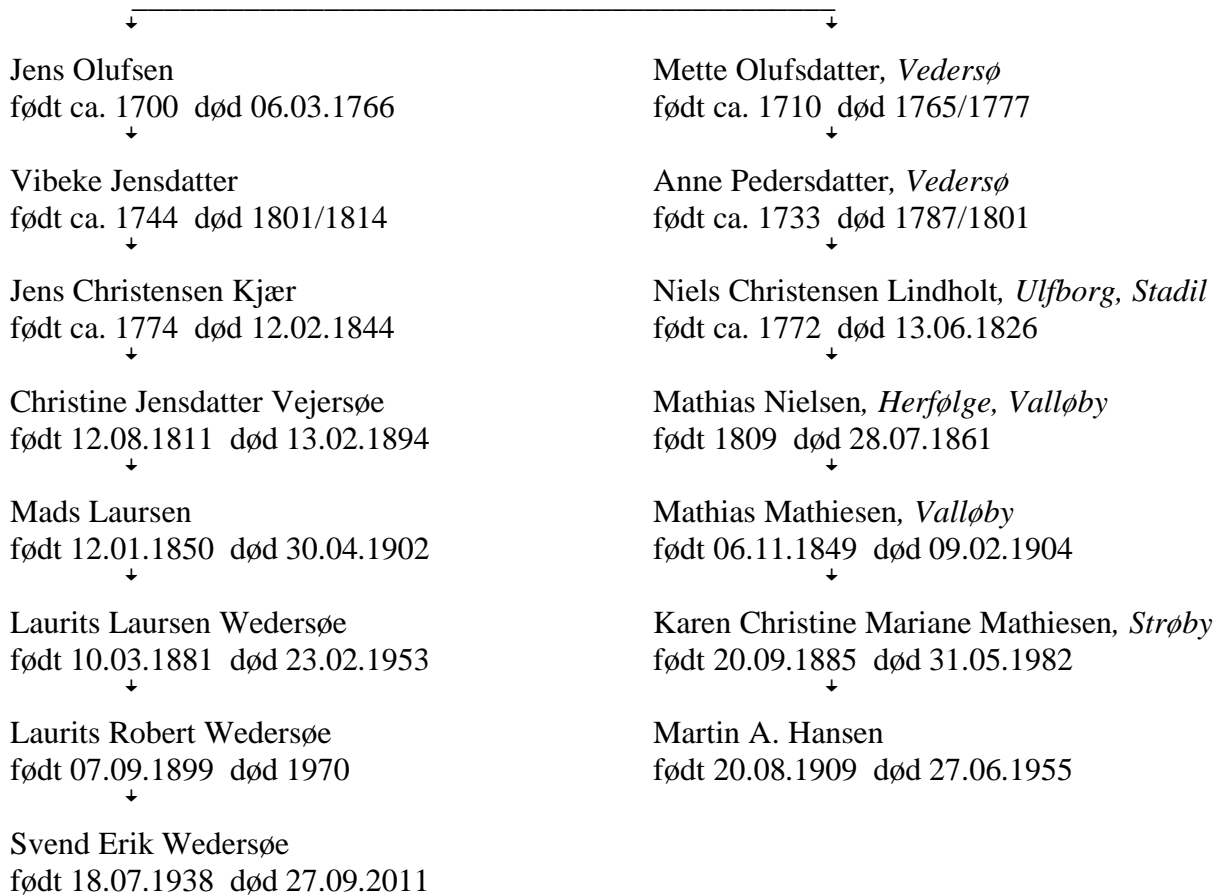 Jens Olufsen
født ca. 1700 død 06.03.1766
Vibeke Jensdatter
født ca. 1744 død 1801/1814
Jens Christensen Kjær
født ca. 1774 død 12.02.1844
Christine Jensdatter Vejersøe
født 12.08.1811 død 13.02.1894
Mads Laursen
født 12.01.1850 død 30.04.1902
Laurits Laursen Wedersøe
født 10.03.1881 død 23.02.1953
Laurits Robert Wedersøe
født 07.09.1899 død 1970
Svend Erik Wedersøe
født 18.07.1938 død 27.09.2011
Mette Olufsdatter, Vedersø
født ca. 1710 død 1765/1777
Anne Pedersdatter, Vedersø
født ca. 1733 død 1787/1801
Niels Christensen Lindholt, Ulfborg, Stadil
født ca. 1772 død 13.06.1826
Mathias Nielsen, Herfølge, Valløby
født 1809 død 28.07.1861
Mathias Mathiesen, Valløby
født 06.11.1849 død 09.02.1904
Karen Christine Mariane Mathiesen, Strøby
født 20.09.1885 død 31.05.1982
Martin A. Hansen
født 20.08.1909 død 27.06.1955